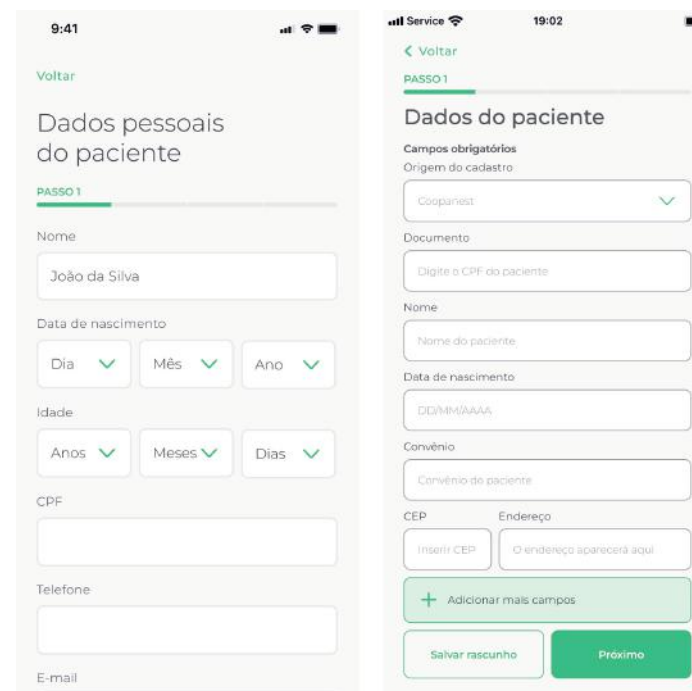 9:41
Voltar
Dados pessoais
do paciente
PASSO 1
Nome
João da Silva
Data de nascimento
Dia Mês Ano
Idade
Anos Meses Dias
CPF
Telefone
E-mail
Service 19:02
Voltar
PASSO 1
Dados do paciente
Campos obrigatórios
Origem do cadastro
Coopanest
Documento
Digite o CPF do paciente
Nome
Nome do paciente
Data de nascimento
DD/MM/AAAA
Convênio
Convênio do paciente
CEP Endereço
Inserir CEP O endereço aparecerá aqui
Adicionar mais campos
Salvar rascunho Próximo